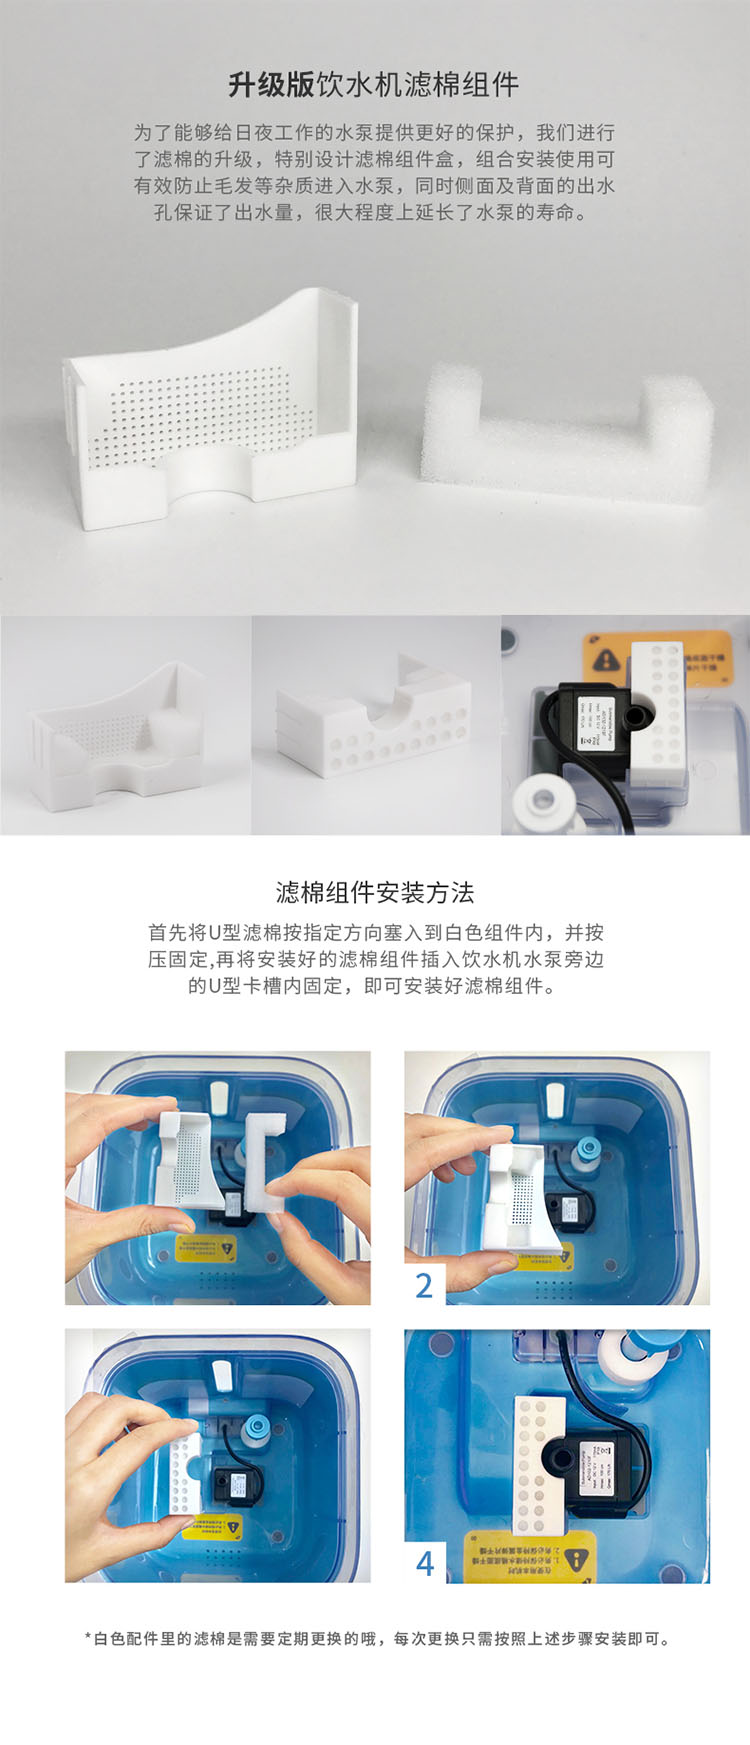 升级版饮水机滤棉组件
为了能够给日夜工作的水泵提供更好的保护，我们进行
了滤棉的升级，特别设计滤棉组件盒，组合安装使用可
有效防止毛发等杂质进入水泵，同时侧面及背面的出水
孔保证了出水量，很大程度上延长了水泵的寿命。
滤棉组件安装方法
首先将U型滤棉按指定方向塞入到白色组件内，并按
压固定,再将安装好的滤棉组件插入饮水机水泵旁边
的U型卡槽内固定，即可安装好滤棉组件。
2
4
*白色配件里的滤棉是需要定期更换的哦，每次更换只需按照上述步骤安装即可。